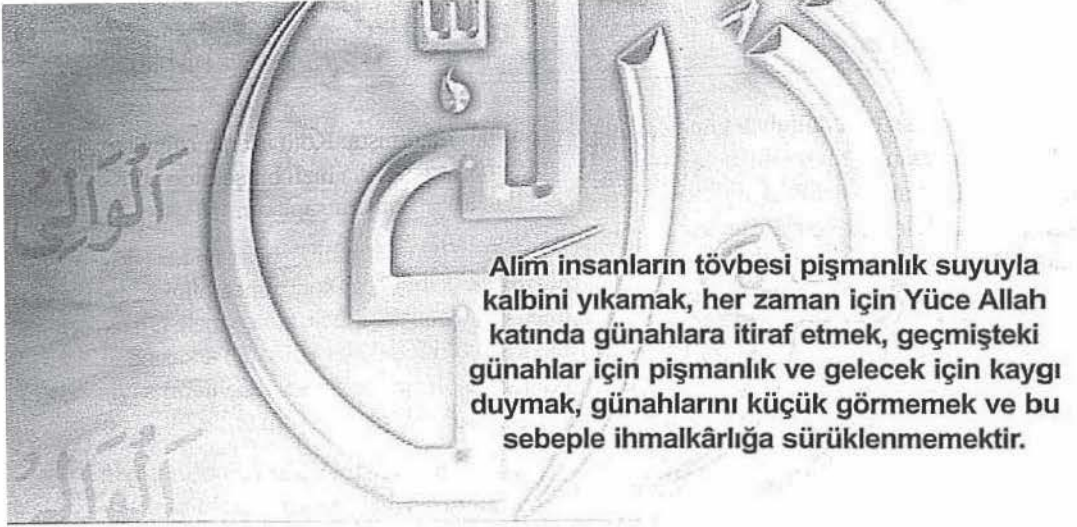 اَلْوَالِىُ
Alim insanların tövbesi pişmanlık suyuyla
kalbini yıkamak, her zaman için Yüce Allah
katında günahlara itiraf etmek, geçmişteki
günahlar için pişmanlık ve gelecek için kaygı
duymak, günahlarını küçük görmemek ve bu
sebeple ihmalkârlığa sürüklenmemektir.